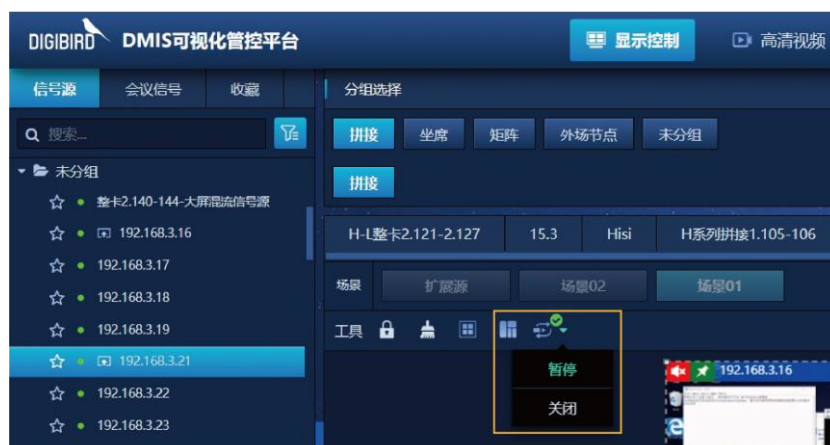 DIGIBIRD DMIS可视化管控平台 显示控制 高清视频
信号源 会议信号 收藏 分组选择
搜索... 拼接 坐席 矩阵 外场节点 未分组
未分组
拼接
整卡2.140-144-大屏混流信号源
192.168.3.16 H-L整卡2.121-2.127 15.3 Hisi H系列拼接1.105-106
192.168.3.17
场景 扩展源 场景02 场景01
192.168.3.18
192.168.3.19 工具
192.168.3.21 暂停 192.168.3.16
192.168.3.22 关闭
192.168.3.23